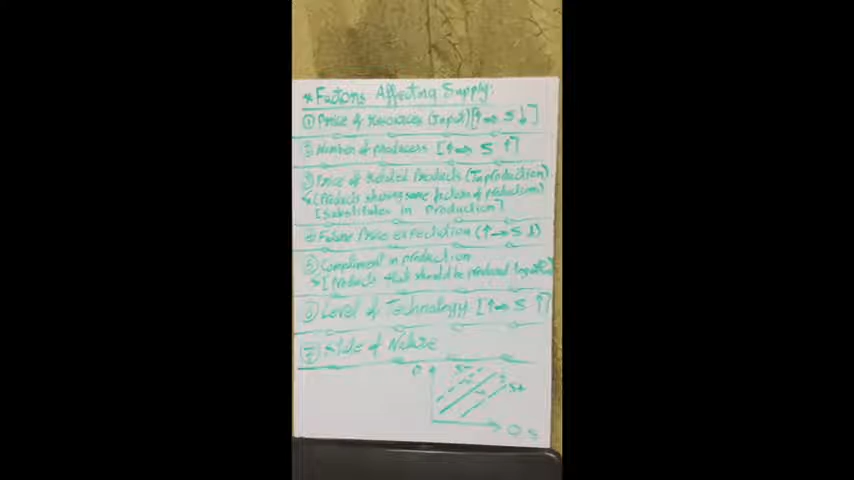 * Factors Affecting Supply:
① Price of resources (Input) [↑→ S ↓]
② Number of producers [↑→ S ↑]
③ Price of Related Products (In production)
* (Products sharing same factors of production)
[Substitutes in Production]
④ Future Price expectation (↑→ S ↓)
⑤ Compliment in production
* [Products that should be produced together]
⑥ Level of Technology [↑→ S ↑]
⑦ State of Nature
P S- S S+
Q S